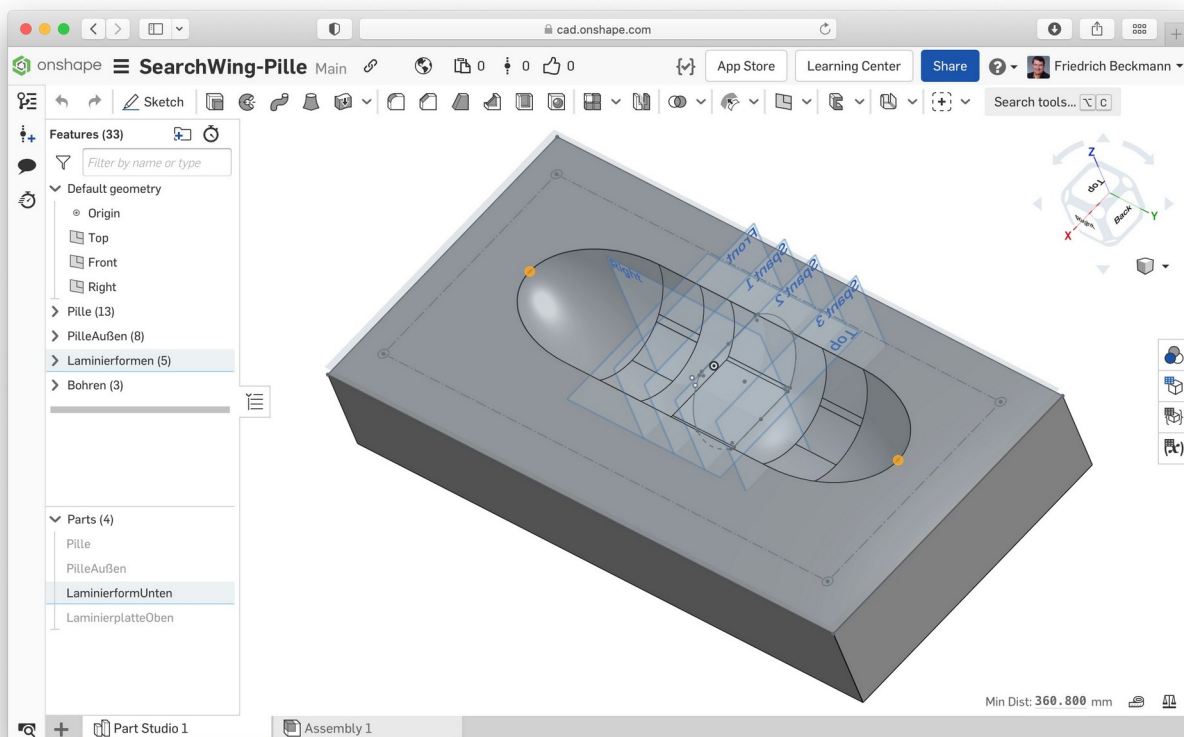 cad.onshape.com
onshape SearchWing-Pille Main 0 0 0 App Store Learning Center Share Friedrich Beckmann
Sketch Search tools... ⌥ C
Features (33)
Filter by name or type
Default geometry
Origin
Top
Front
Right
Pille (13)
PilleAußen (8)
Laminierformen (5)
Bohren (3)
Parts (4)
Pille
PilleAußen
LaminierformUnten
LaminierplatteOben
Front
Spant 1
Spant 2
Spant 3
Right
Top
Z
Top
Back
Y
X
(x)
Min Dist: 360.800 mm
Part Studio 1 Assembly 1